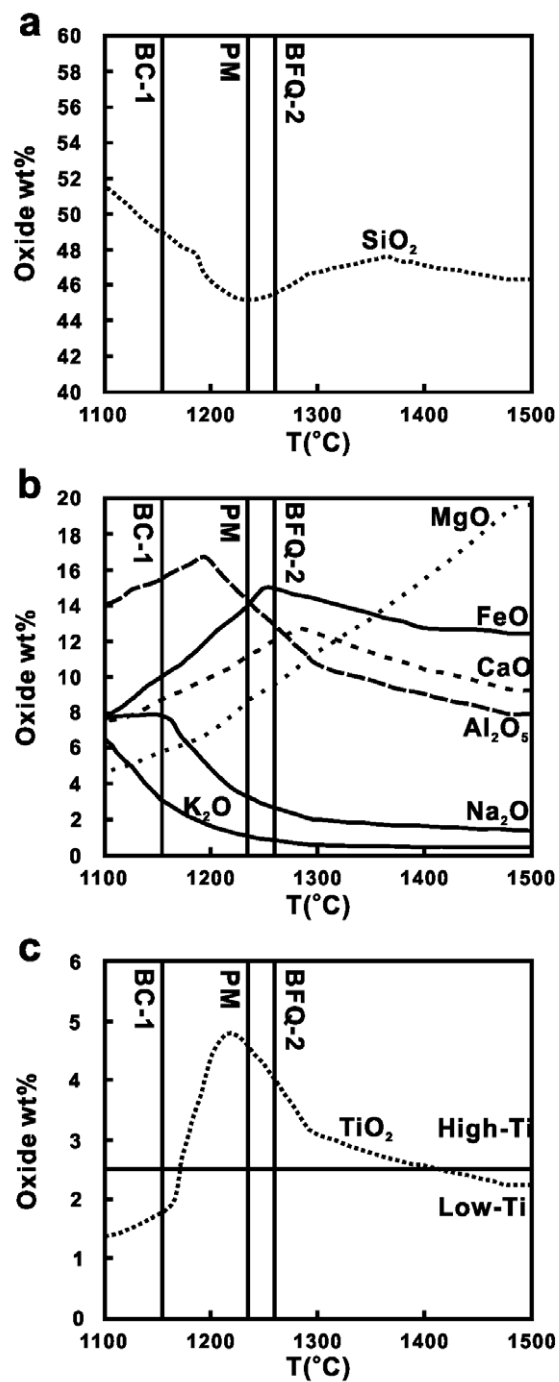 a
60
58
56
54
52
50
48
46
44
42
40
Oxide wt%
BC-1
PM
BFQ-2
SiO₂
1100 1200 1300 1400 1500
T(°C)
b
20
18
16
14
12
10
8
6
4
2
0
Oxide wt%
BC-1
PM
BFQ-2
MgO
FeO
CaO
Al₂O₅
Na₂O
K₂O
1100 1200 1300 1400 1500
T(°C)
c
6
5
4
3
2
1
0
Oxide wt%
BC-1
PM
BFQ-2
TiO₂
High-Ti
Low-Ti
1100 1200 1300 1400 1500
T(°C)